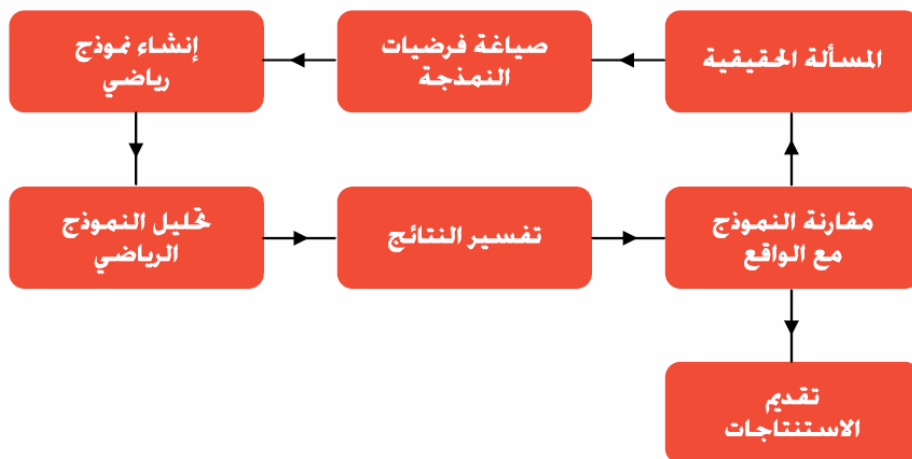 المسألة الحقيقية
صياغة فرضيات
النمذجة
إنشاء نموذج
رياضي
تحليل النموذج
الرياضي
تفسير النتائج
مقارنة النموذج
مع الواقع
تقديم
الاستنتاجات